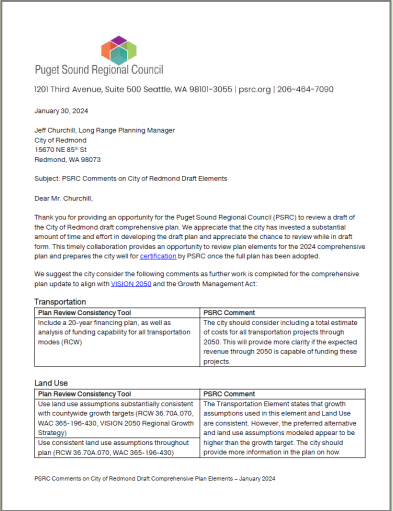 Puget Sound Regional Council
1201 Third Avenue, Suite 500 Seattle, WA 98101-3055 | psrc.org | 206-464-7090
January 30, 2024
Jeff Churchill, Long Range Planning Manager
City of Redmond
15670 NE 85th St
Redmond, WA 98073
Subject: PSRC Comments on City of Redmond Draft Elements
Dear Mr. Churchill,
Thank you for providing an opportunity for the Puget Sound Regional Council (PSRC) to review a draft of
the City of Redmond draft comprehensive plan. We appreciate that the city has invested a substantial
amount of time and effort in developing the draft plan and appreciate the chance to review while in draft
form. This timely collaboration provides an opportunity to review plan elements for the 2024 comprehensive
plan and prepares the city well for certification by PSRC once the full plan has been adopted.
We suggest the city consider the following comments as further work is completed for the comprehensive
plan update to align with VISION 2050 and the Growth Management Act:
Transportation
Plan Review Consistency Tool
PSRC Comment
Include a 20-year financing plan, as well as
analysis of funding capability for all transportation
modes (RCW)
The city should consider including a total estimate
of costs for all transportation projects through
2050. This will provide more clarity if the expected
revenue through 2050 is capable of funding these
projects.
Land Use
Plan Review Consistency Tool
PSRC Comment
Use land use assumptions substantially consistent
with countywide growth targets (RCW 36.70A.070,
WAC 365-196-430, VISION 2050 Regional Growth
Strategy)
Use consistent land use assumptions throughout
plan (RCW 36.70A.070, WAC 365-196-430)
The Transportation Element states that growth
assumptions used in this element and Land Use
are consistent. However, the preferred alternative
and land use assumptions modeled appear to be
higher than the growth target. The city should
provide more information in the plan on how
PSRC Comments on City of Redmond Draft Comprehensive Plan Elements – January 2024